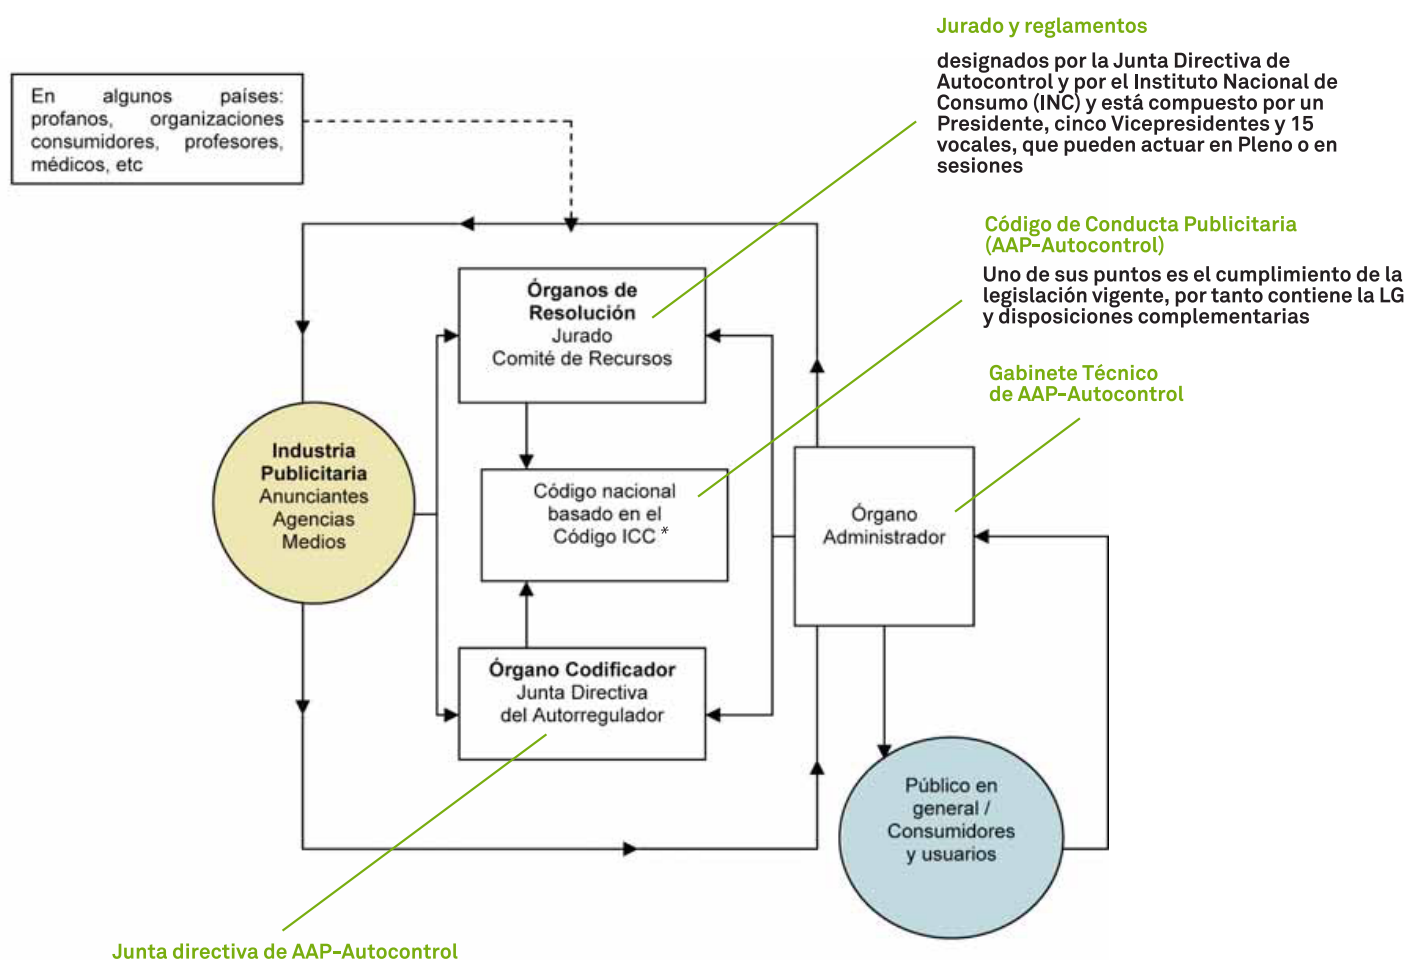 Jurado y reglamentos
designados por la Junta Directiva de
Autocontrol y por el Instituto Nacional de
Consumo (INC) y está compuesto por un
Presidente, cinco Vicepresidentes y 15
vocales, que pueden actuar en Pleno o en
sesiones
En algunos países:
profanos, organizaciones
consumidores, profesores,
médicos, etc
Código de Conducta Publicitaria
(AAP-Autocontrol)
Uno de sus puntos es el cumplimiento de la
legislación vigente, por tanto contiene la LG
y disposiciones complementarias
Órganos de
Resolución
Jurado
Comité de Recursos
Gabinete Técnico
de AAP-Autocontrol
Industria
Publicitaria
Anunciantes
Agencias
Medios
Código nacional
basado en el
Código ICC *
Órgano
Administrador
Órgano Codificador
Junta Directiva
del Autorregulador
Público en
general /
Consumidores
y usuarios
Junta directiva de AAP-Autocontrol